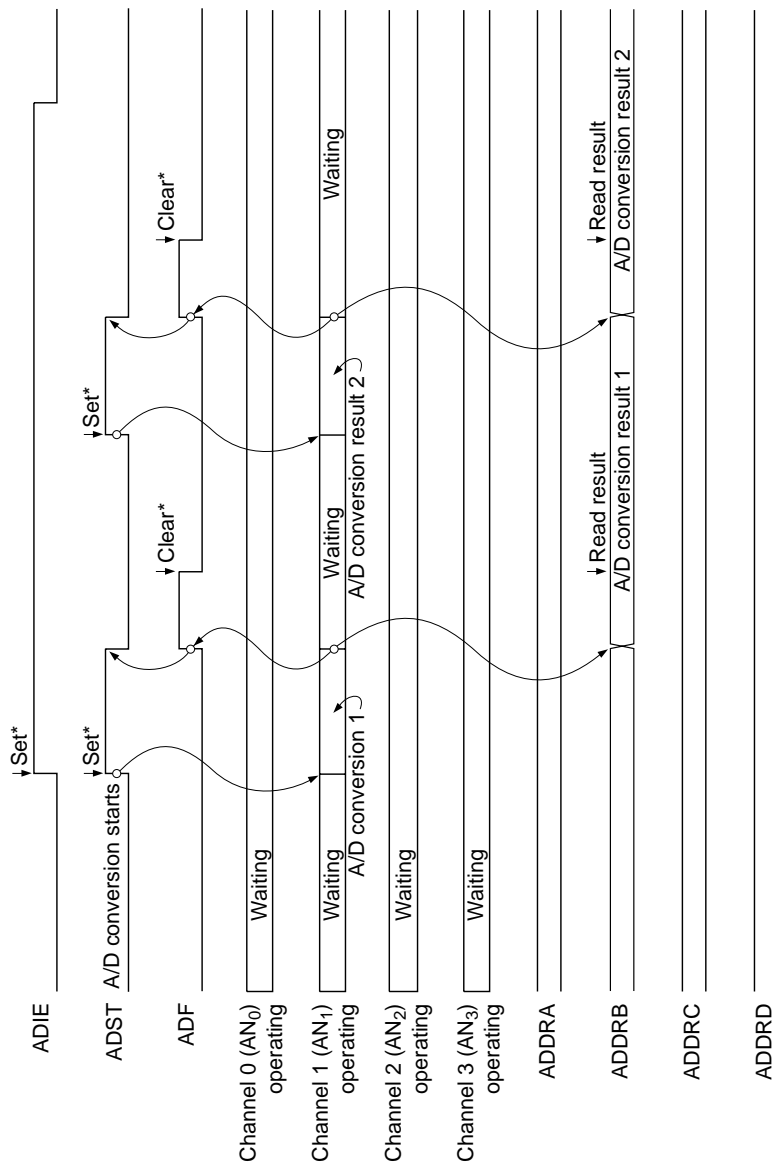 ADIE
Set*
ADST
A/D conversion starts
Set*
Set*
ADF
Clear*
Clear*
Channel 0 (AN0)
operating
Waiting
Channel 1 (AN1)
operating
Waiting
Waiting
Waiting
A/D conversion 1
A/D conversion result 2
Channel 2 (AN2)
operating
Waiting
Channel 3 (AN3)
operating
Waiting
ADDRA
ADDRB
Read result
Read result
A/D conversion result 1
A/D conversion result 2
ADDRC
ADDRD